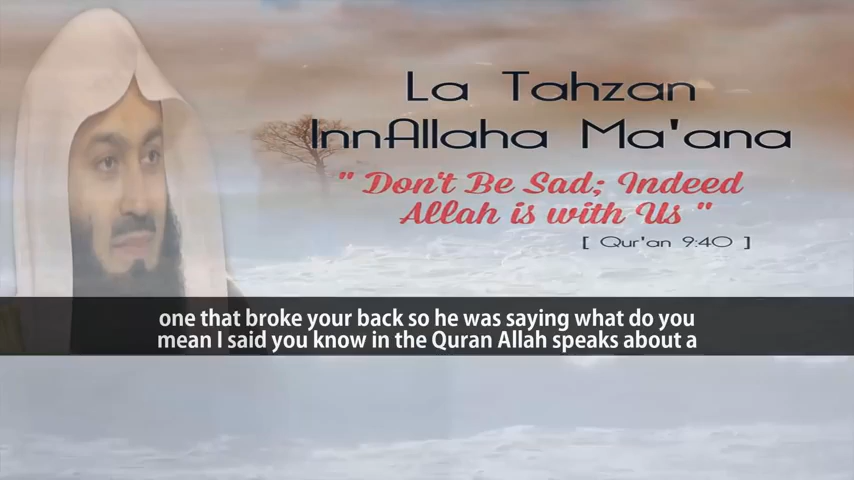 La Tahzan
InnAllaha Ma'ana
" Don't Be Sad; Indeed
Allah is with Us "
[ Qur'an 9:40 ]
one that broke your back so he was saying what do you
mean I said you know in the Quran Allah speaks about a